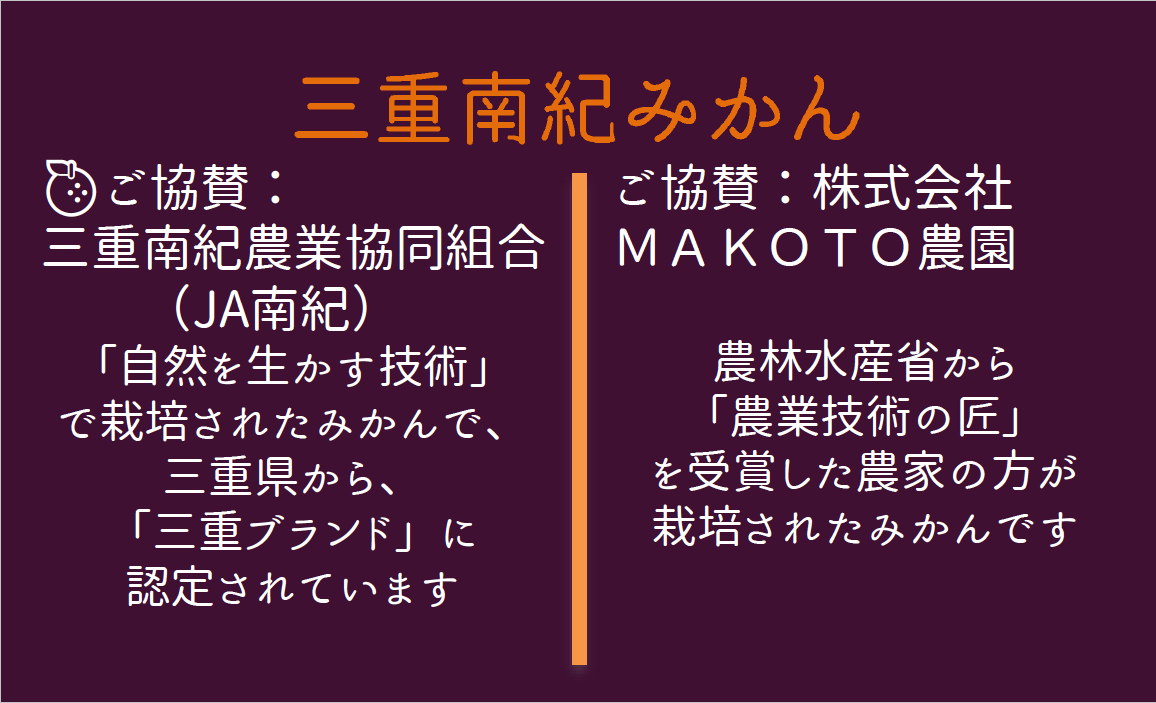 三重南紀みかん
ご協賛：
三重南紀農業協同組合
（JA南紀）
「自然を生かす技術」
で栽培されたみかんで、
三重県から、
「三重ブランド」に
認定されています
ご協賛：株式会社
ＭＡＫＯＴＯ農園
農林水産省から
「農業技術の匠」
を受賞した農家の方が
栽培されたみかんです